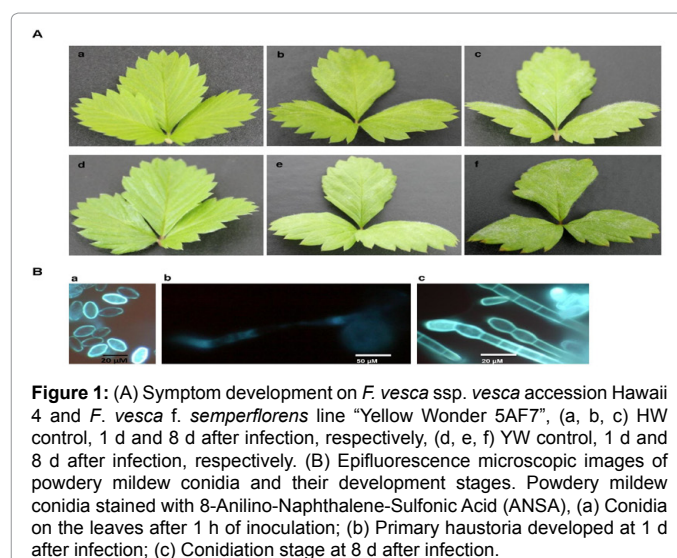 A
a
b
c
d
e
f
B
a
b
c
20 µM
50 µM
20 µM
Figure 1: (A) Symptom development on F. vesca ssp. vesca accession Hawaii
4 and F. vesca f. semperflorens line “Yellow Wonder 5AF7”, (a, b, c) HW
control, 1 d and 8 d after infection, respectively, (d, e, f) YW control, 1 d and
8 d after infection, respectively. (B) Epifluorescence microscopic images of
powdery mildew conidia and their development stages. Powdery mildew
conidia stained with 8-Anilino-Naphthalene-Sulfonic Acid (ANSA), (a) Conidia
on the leaves after 1 h of inoculation; (b) Primary haustoria developed at 1 d
after infection; (c) Conidiation stage at 8 d after infection.